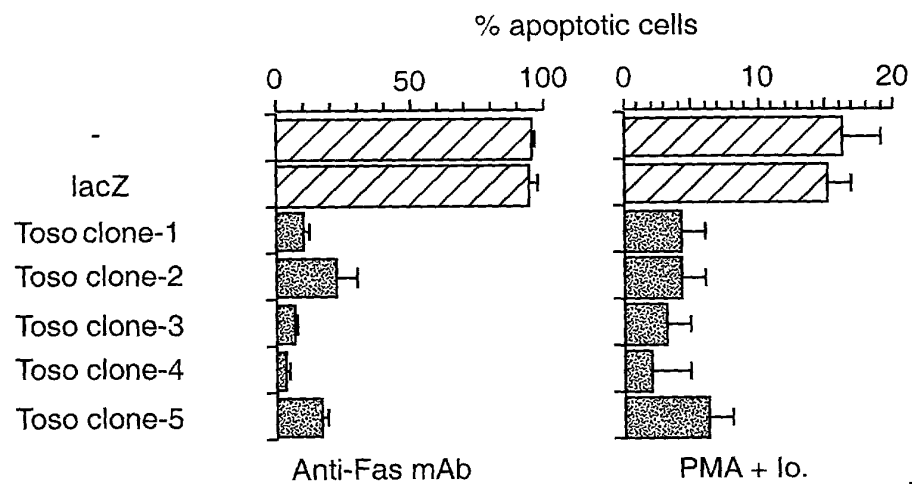 % apoptotic cells
0 50 100 0 10 20
-
lacZ
Toso clone-1
Toso clone-2
Toso clone-3
Toso clone-4
Toso clone-5
Anti-Fas mAb PMA + Io.